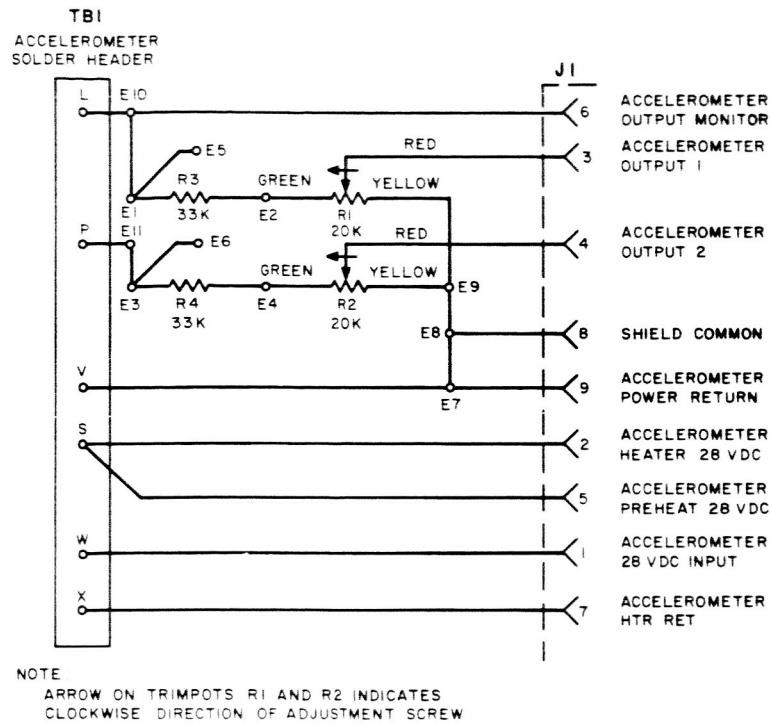 TB1
ACCELEROMETER
SOLDER HEADER
J1
L
E10
6
ACCELEROMETER
OUTPUT MONITOR
E5
RED
3
ACCELEROMETER
OUTPUT 1
R3
33K
GREEN
YELLOW
E1
E2
R1
20K
P
E11
E6
RED
4
ACCELEROMETER
OUTPUT 2
GREEN
YELLOW
E9
E3
R4
33K
E4
R2
20K
E8
8
SHIELD COMMON
V
E7
9
ACCELEROMETER
POWER RETURN
S
2
ACCELEROMETER
HEATER 28 VDC
5
ACCELEROMETER
PREHEAT 28 VDC
W
1
ACCELEROMETER
28 VDC INPUT
X
7
ACCELEROMETER
HTR RET
NOTE
ARROW ON TRIMPOTS R1 AND R2 INDICATES
CLOCKWISE DIRECTION OF ADJUSTMENT SCREW